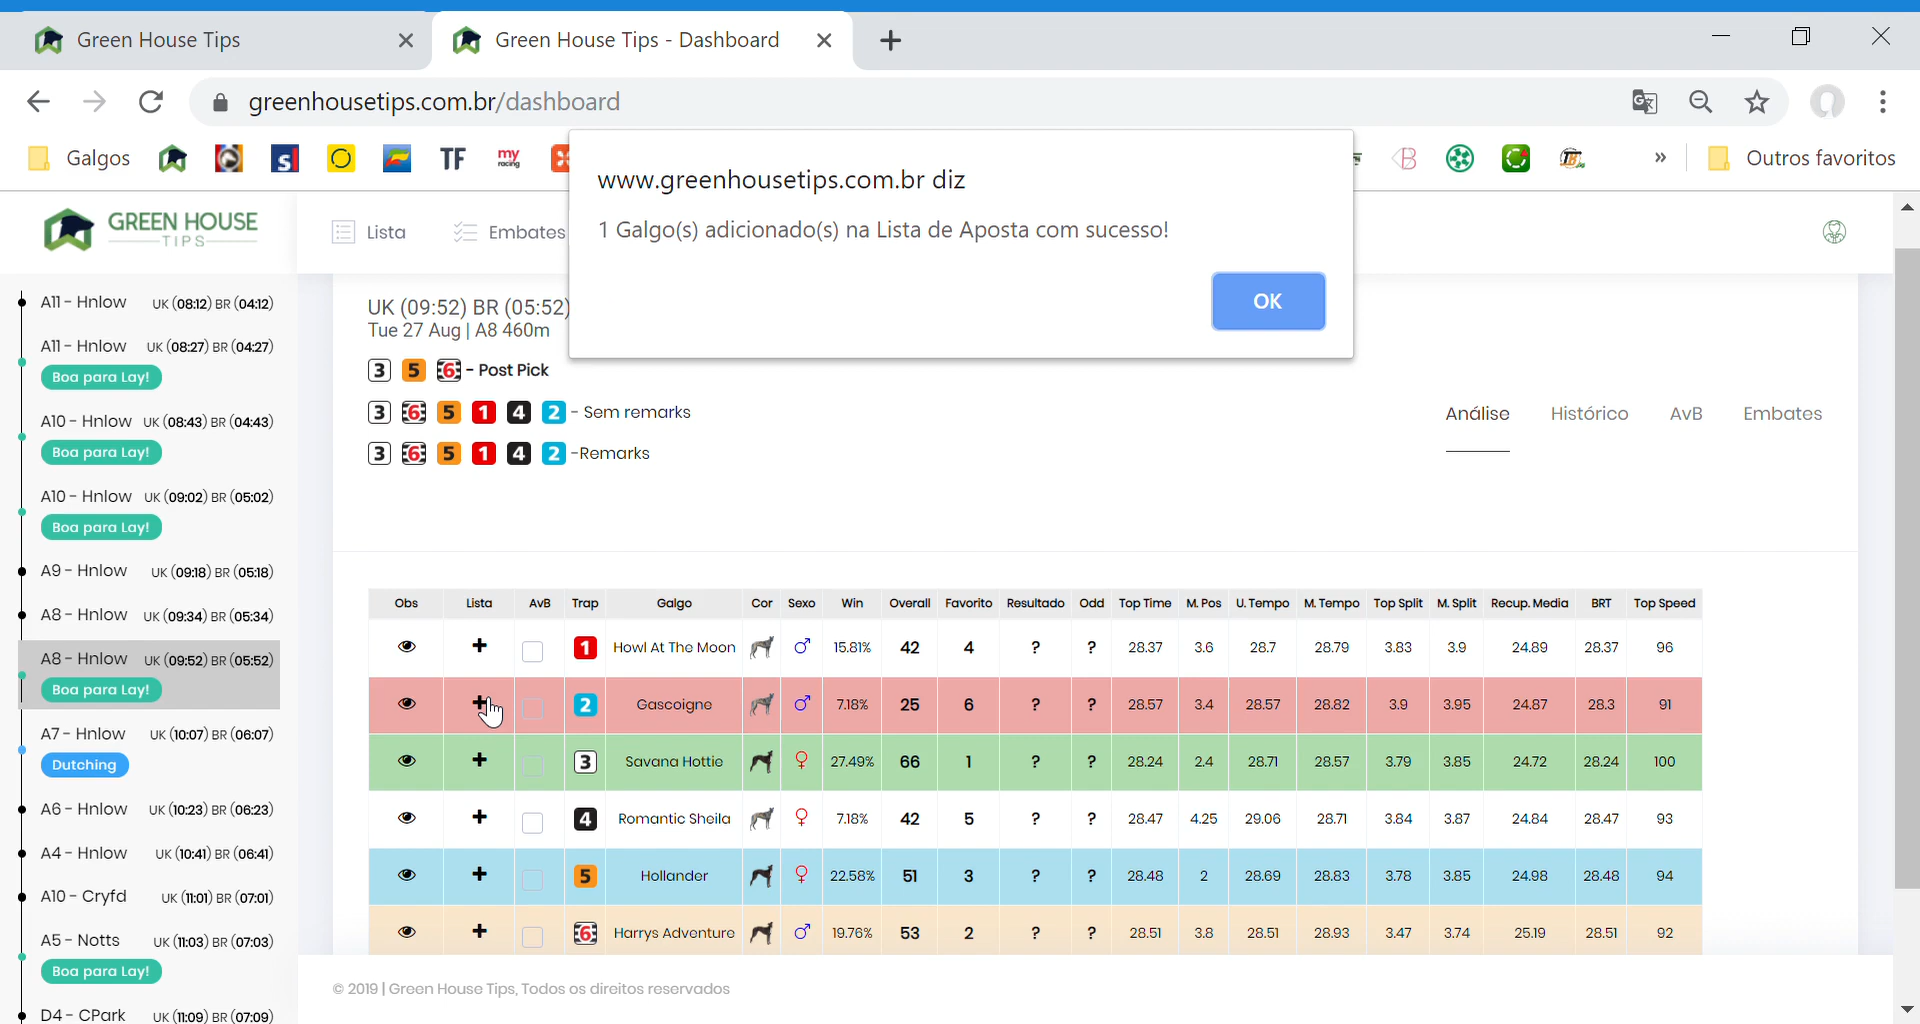 Green House Tips
Green House Tips - Dashboard
greenhousetips.com.br/dashboard
Galgos
TF
my racing
Outros favoritos
www.greenhousetips.com.br diz
1 Galgo(s) adicionado(s) na Lista de Aposta com sucesso!
OK
GREEN HOUSE
TIPS
Lista
Embates
A11 - Hnlow UK (08:12) BR (04:12)
A11 - Hnlow UK (08:27) BR (04:27)
Boa para Lay!
A10 - Hnlow UK (08:43) BR (04:43)
Boa para Lay!
A10 - Hnlow UK (09:02) BR (05:02)
Boa para Lay!
A9 - Hnlow UK (09:18) BR (05:18)
A8 - Hnlow UK (09:34) BR (05:34)
A8 - Hnlow UK (09:52) BR (05:52)
Boa para Lay!
A7 - Hnlow UK (10:07) BR (06:07)
Dutching
A6 - Hnlow UK (10:23) BR (06:23)
A4 - Hnlow UK (10:41) BR (06:41)
A10 - Cryfd UK (11:01) BR (07:01)
A5 - Notts UK (11:03) BR (07:03)
Boa para Lay!
D4 - CPark UK (11:09) BR (07:09)
UK (09:52) BR (05:52)
Tue 27 Aug | A8 460m
3 5 6 - Post Pick
3 6 5 1 4 2 - Sem remarks
3 6 5 1 4 2 -Remarks
Análise Histórico AvB Embates
Obs Lista AvB Trap Galgo Cor Sexo Win Overall Favorito Resultado Odd Top Time M. Pos U. Tempo M. Tempo Top Split M. Split Recup. Media BRT Top Speed
1 Howl At The Moon 15.81% 42 4 ? ? 28.37 3.6 28.7 28.79 3.83 3.9 24.89 28.37 96
2 Gascoigne 7.18% 25 6 ? ? 28.57 3.4 28.57 28.82 3.9 3.95 24.87 28.3 91
3 Savana Hottie 27.49% 66 1 ? ? 28.24 2.4 28.71 28.57 3.79 3.85 24.72 28.24 100
4 Romantic Sheila 7.18% 42 5 ? ? 28.47 4.25 29.06 28.71 3.84 3.87 24.84 28.47 93
5 Hollander 22.58% 51 3 ? ? 28.48 2 28.69 28.83 3.78 3.85 24.98 28.48 94
6 Harrys Adventure 19.76% 53 2 ? ? 28.51 3.8 28.51 28.93 3.47 3.74 25.19 28.51 92
© 2019 | Green House Tips, Todos os direitos reservados